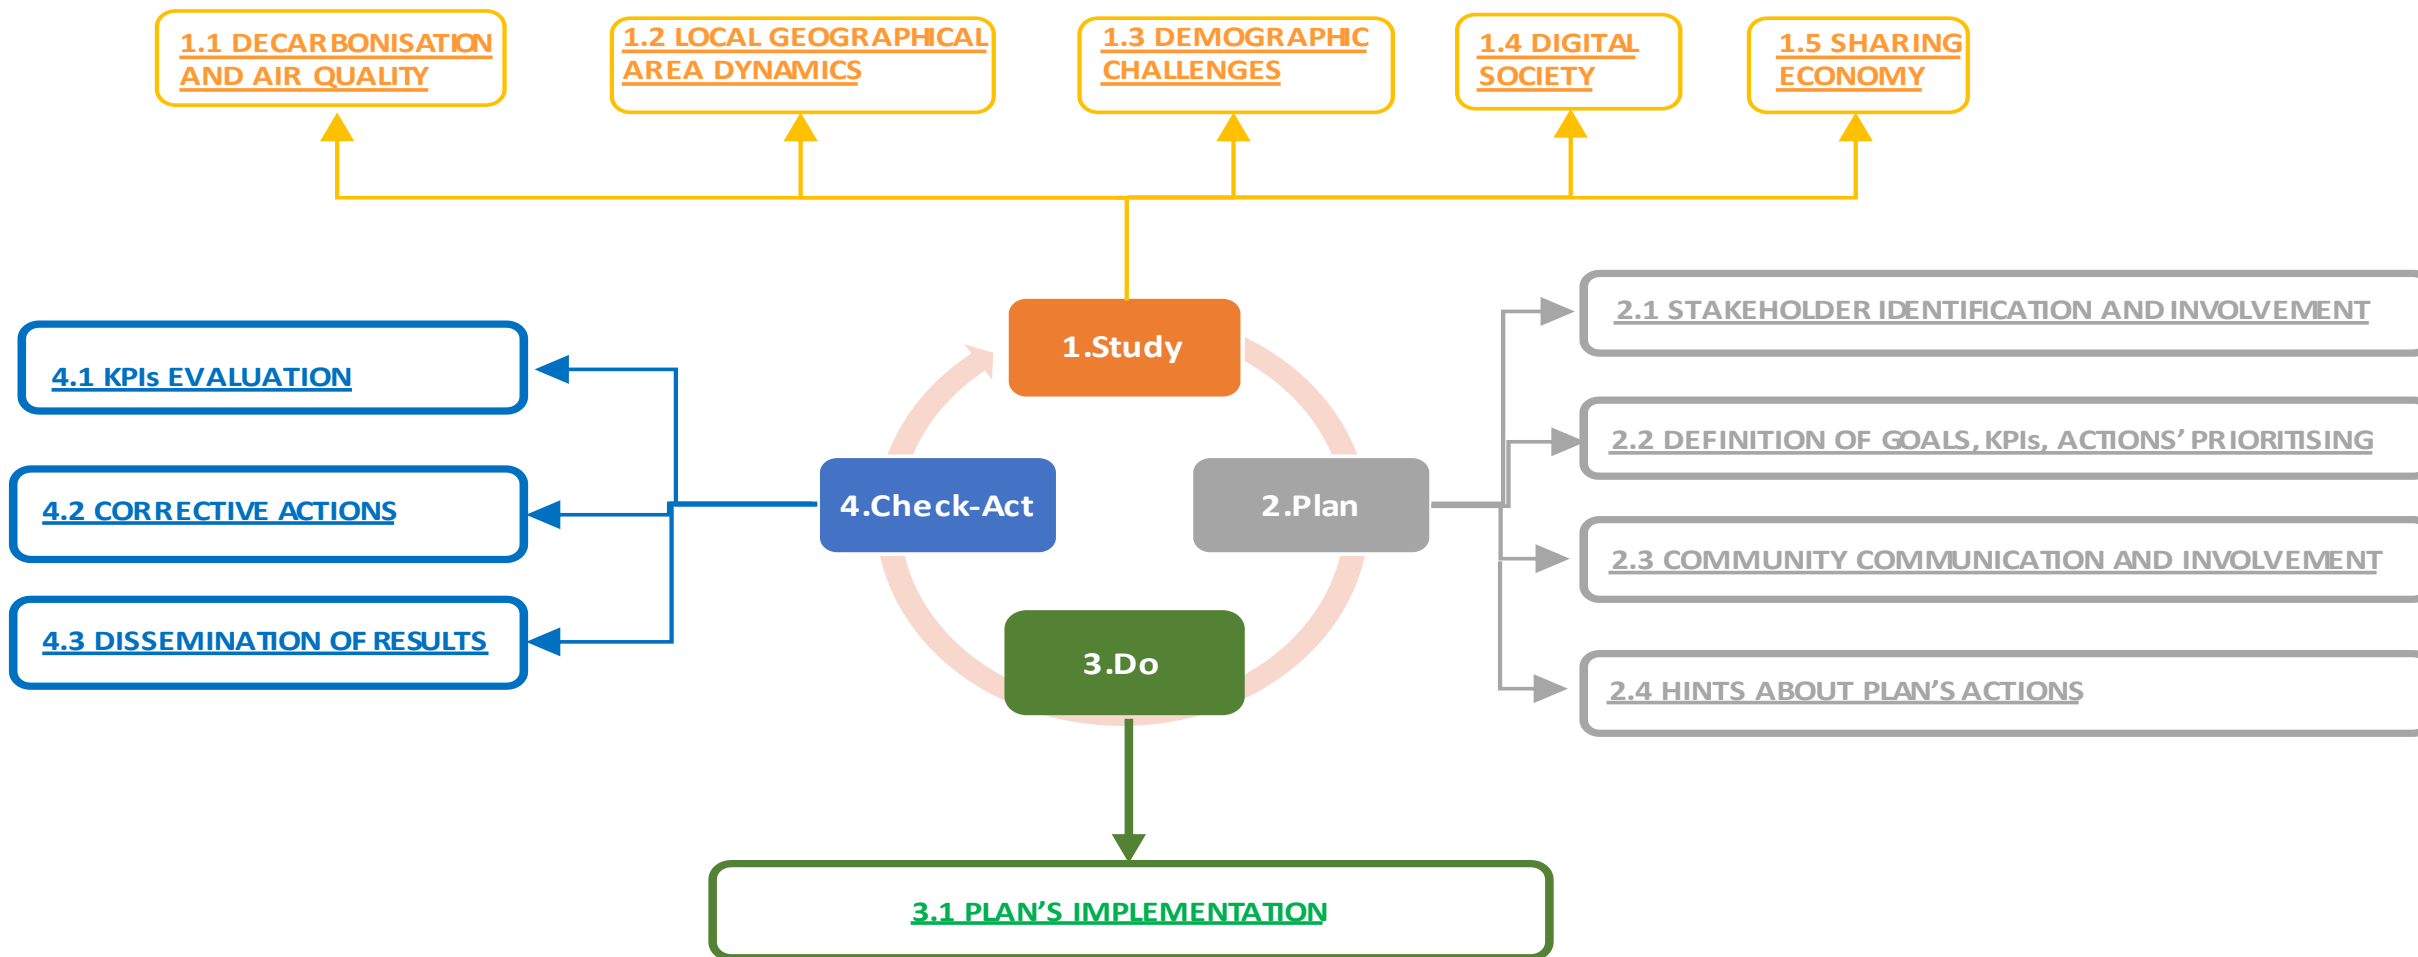 1.1 DECARBONISATION
AND AIR QUALITY
1.2 LOCAL GEOGRAPHICAL
AREA DYNAMICS
1.3 DEMOGRAPHIC
CHALLENGES
1.4 DIGITAL
SOCIETY
1.5 SHARING
ECONOMY
1.Study
2.Plan
3.Do
4.Check-Act
2.1 STAKEHOLDER IDENTIFICATION AND INVOLVEMENT
2.2 DEFINITION OF GOALS, KPIs, ACTIONS’ PRIORITISING
2.3 COMMUNITY COMMUNICATION AND INVOLVEMENT
2.4 HINTS ABOUT PLAN’S ACTIONS
3.1 PLAN’S IMPLEMENTATION
4.1 KPIs EVALUATION
4.2 CORRECTIVE ACTIONS
4.3 DISSEMINATION OF RESULTS